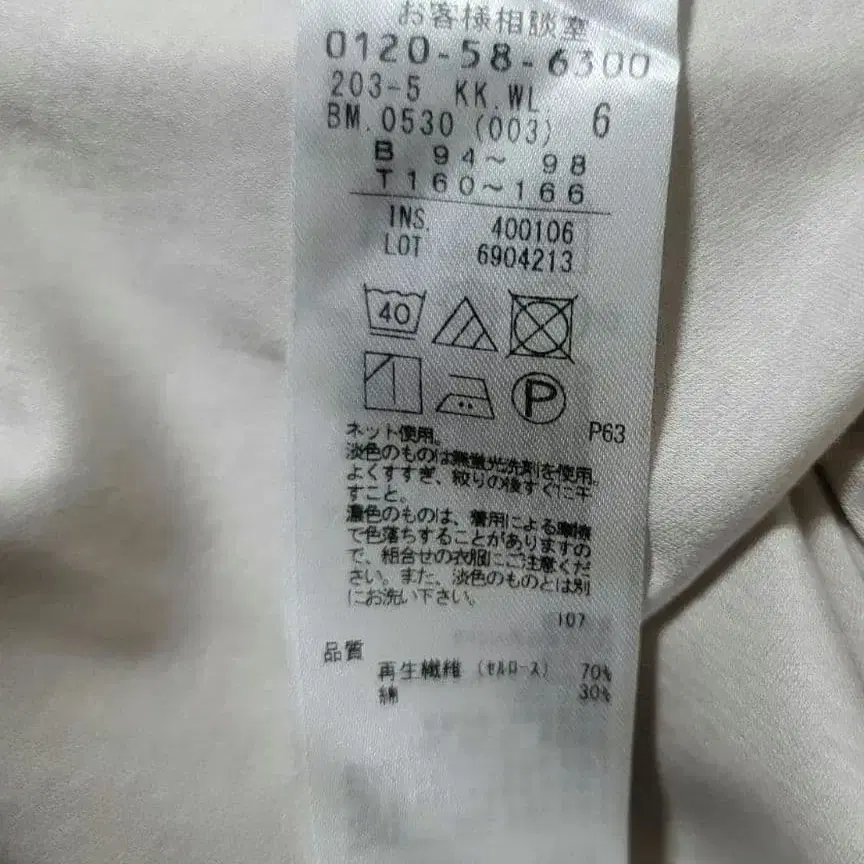 お客様相談室
0120-58-6300
203-5 KK.WL
BM.0530 (003) 6
B 94～ 98
T 160～166
INS. 400106
LOT 6904213
40
P
P63
ネット使用。
淡色のものは無蛍光洗剤を使用。
よくすすぎ、絞りの後すぐに干
すこと。
濃色のものは、着用による摩擦
で色落ちすることがありますの
で、組合せの衣服にご注意くだ
さい。また、淡色のものとは別
にお洗い下さい。
107
品質
再生繊維 (セルロース) 70%
綿 30%